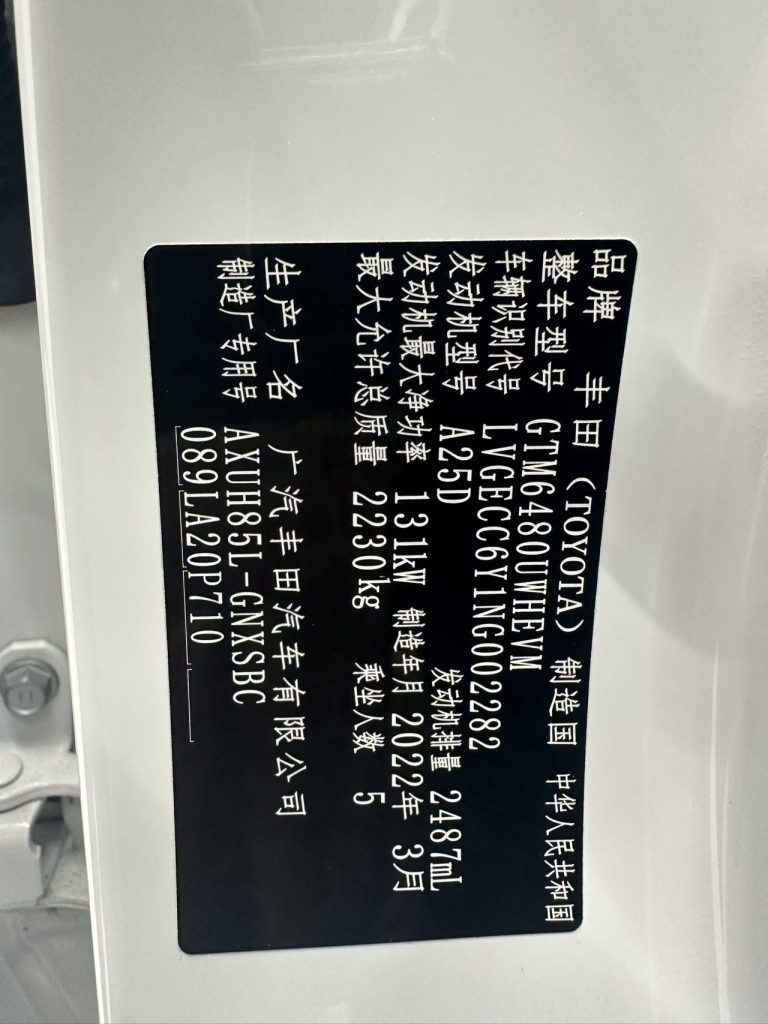 品牌 丰田 (TOYOTA) 制造国 中华人民共和国
整车型号 GTM6480UWHEVM
车辆识别代号 LVGECC6Y1NG002282
发动机型号 A25D 发动机排量 2487mL
发动机最大净功率 131kW 制造年月 2022年 3月
最大允许总质量 2230kg 乘坐人数 5
生产厂名 广汽丰田汽车有限公司
制造厂专用号 AXUH85L-GNXSBC
089LA20P710